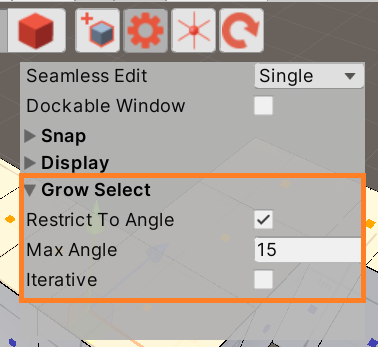 Seamless Edit Single
Dockable Window
Snap
Display
Grow Select
Restrict To Angle
Max Angle 15
Iterative